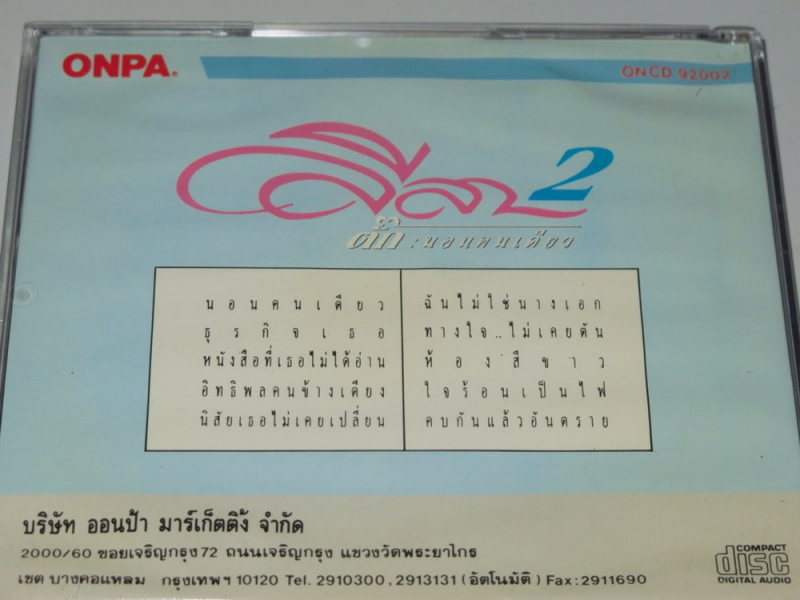 ONPA.
ONCD 92002
ลีลา 2
ตั๊ก : นอนคนเดียว
นอนคนเดียว
ธุรกิจเธอ
หนังสือที่เธอไม่ได้อ่าน
อิทธิพลคนข้างเดียง
นิสัยเธอไม่เคยเปลี่ยน
ฉันไม่ใช่นางเอก
ทางใจ..ไม่เคยตัน
ห้องสีขาว
ใจร้อนเป็นไฟ
คบกันแล้วอันตราย
บริษัท ออนป้า มาร์เก็ตติ้ง จำกัด
2000/60 ซอยเจริญกรุง 72 ถนนเจริญกรุง แขวงวัดพระยาไกร
เขต บางคอแหลม กรุงเทพฯ 10120 Tel. 2910300, 2913131 (อัตโนมัติ) Fax: 2911690
COMPACT
disc
DIGITAL AUDIO